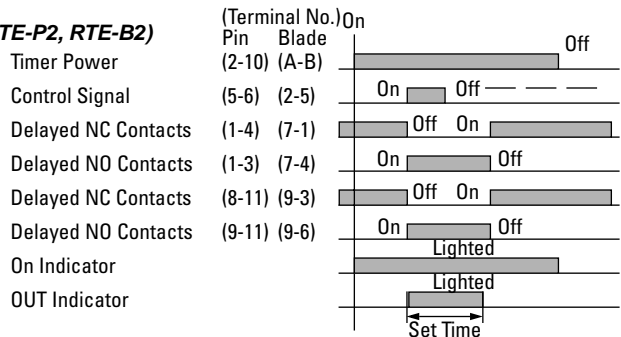 (Terminal No.) On
TE-P2, RTE-B2) Pin Blade Off
Timer Power (2-10) (A-B)
Control Signal (5-6) (2-5) On Off
Delayed NC Contacts (1-4) (7-1) Off On
Delayed NO Contacts (1-3) (7-4) On Off
Delayed NC Contacts (8-11) (9-3) Off On
Delayed NO Contacts (9-11) (9-6) On Off
Lighted
On Indicator
Lighted
OUT Indicator
Set Time